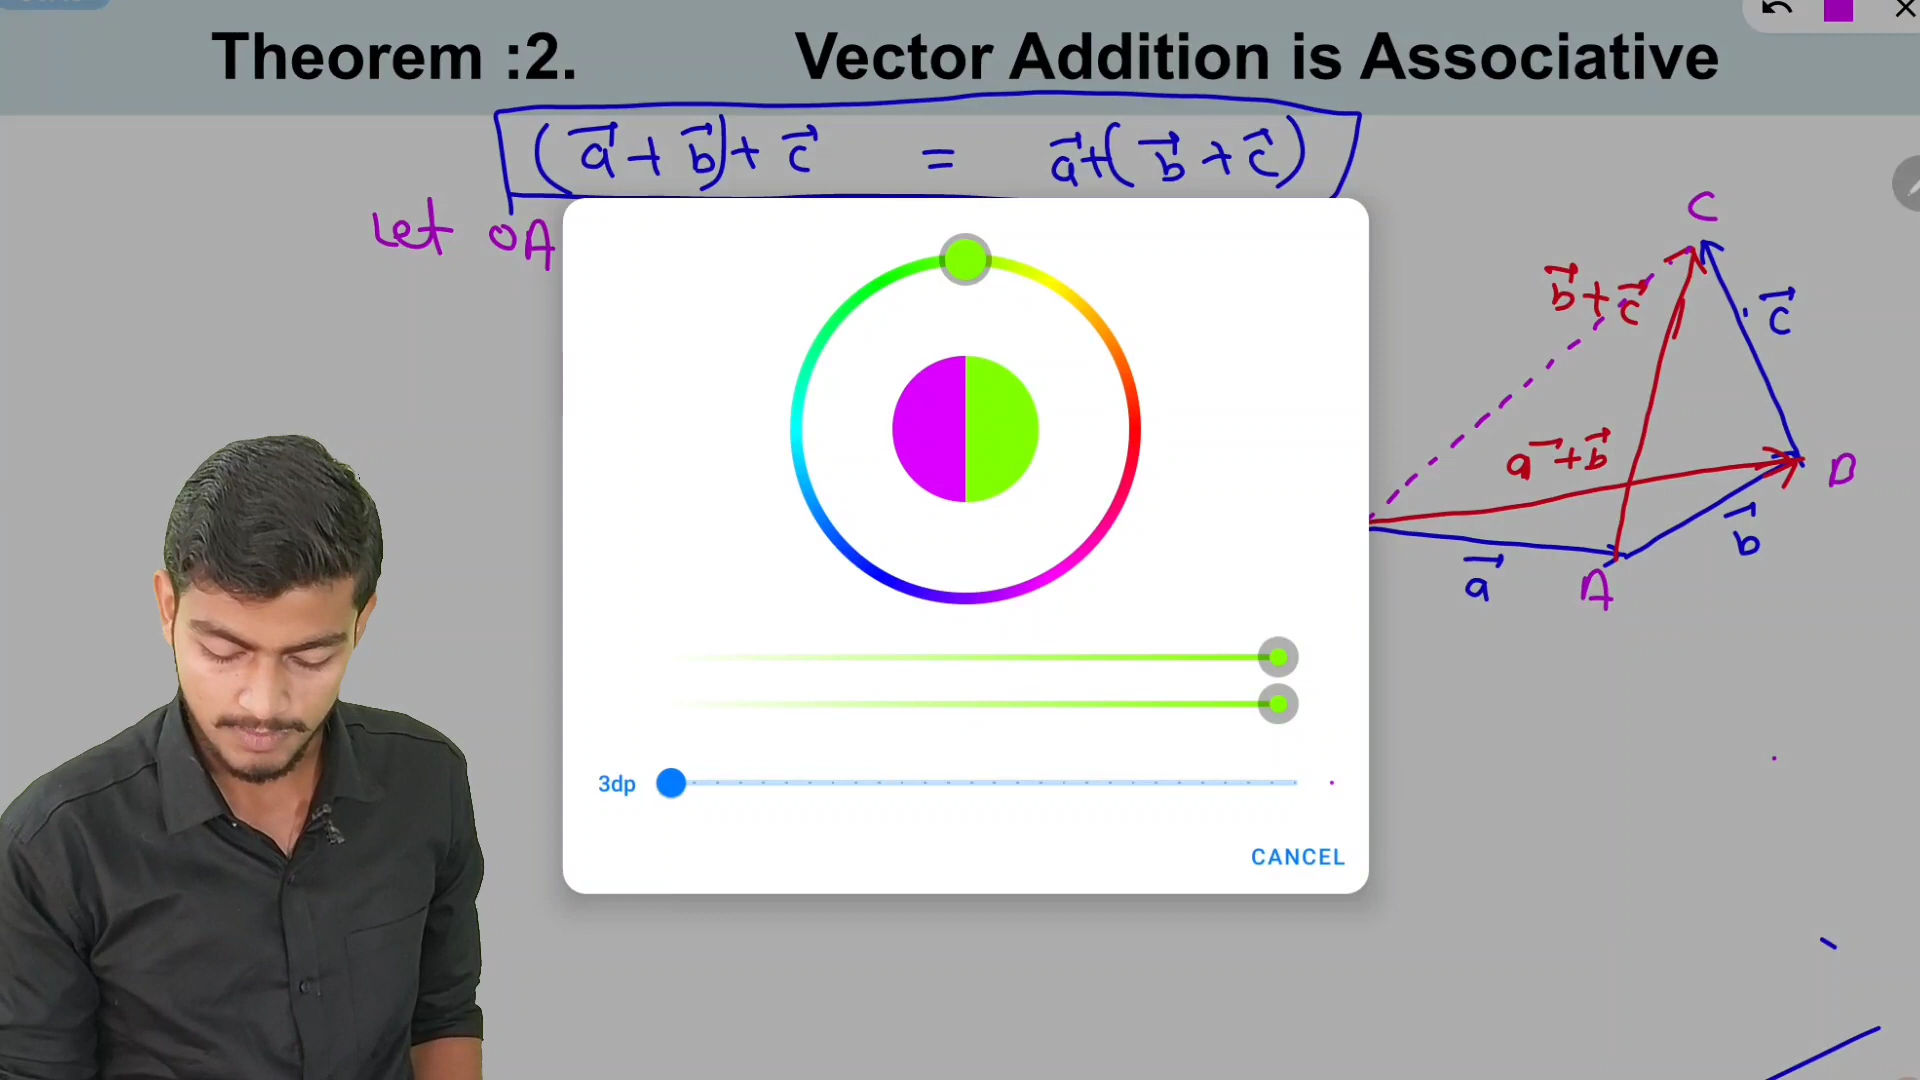 Theorem :2. Vector Addition is Associative
(a⃗ + b⃗) + c⃗ = a⃗+(b⃗ + c⃗)
Let OA
C
b⃗+c⃗
c⃗
a⃗+b⃗
B
b⃗
a⃗
A
3dp
CANCEL